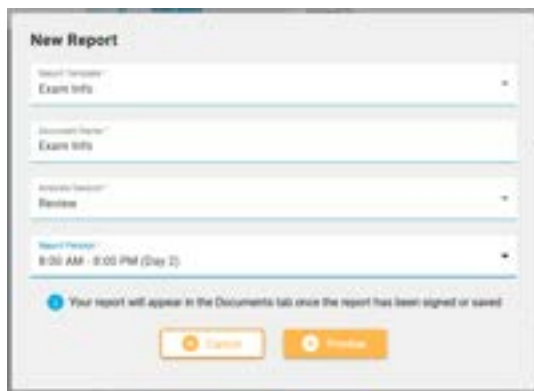 New Report
Report Template *
Exam Info
Document Name *
Exam Info
Review
Report Period *
8:00 AM - 8:00 PM (Day 2)
Your report will appear in the Documents tab once the report has been signed or saved
Cancel
Preview